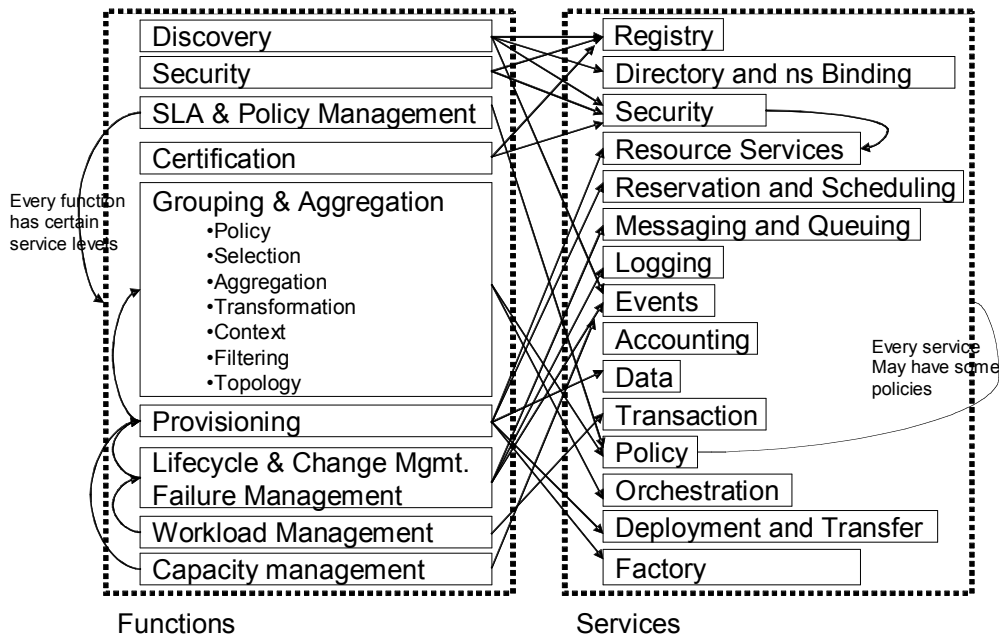 Discovery
Security
SLA & Policy Management
Certification
Every function
has certain
service levels
Grouping & Aggregation
•Policy
•Selection
•Aggregation
•Transformation
•Context
•Filtering
•Topology
Provisioning
Lifecycle & Change Mgmt.
Failure Management
Workload Management
Capacity management
Functions
Registry
Directory and ns Binding
Security
Resource Services
Reservation and Scheduling
Messaging and Queuing
Logging
Events
Accounting
Data
Transaction
Policy
Orchestration
Deployment and Transfer
Factory
Every service
May have some
policies
Services